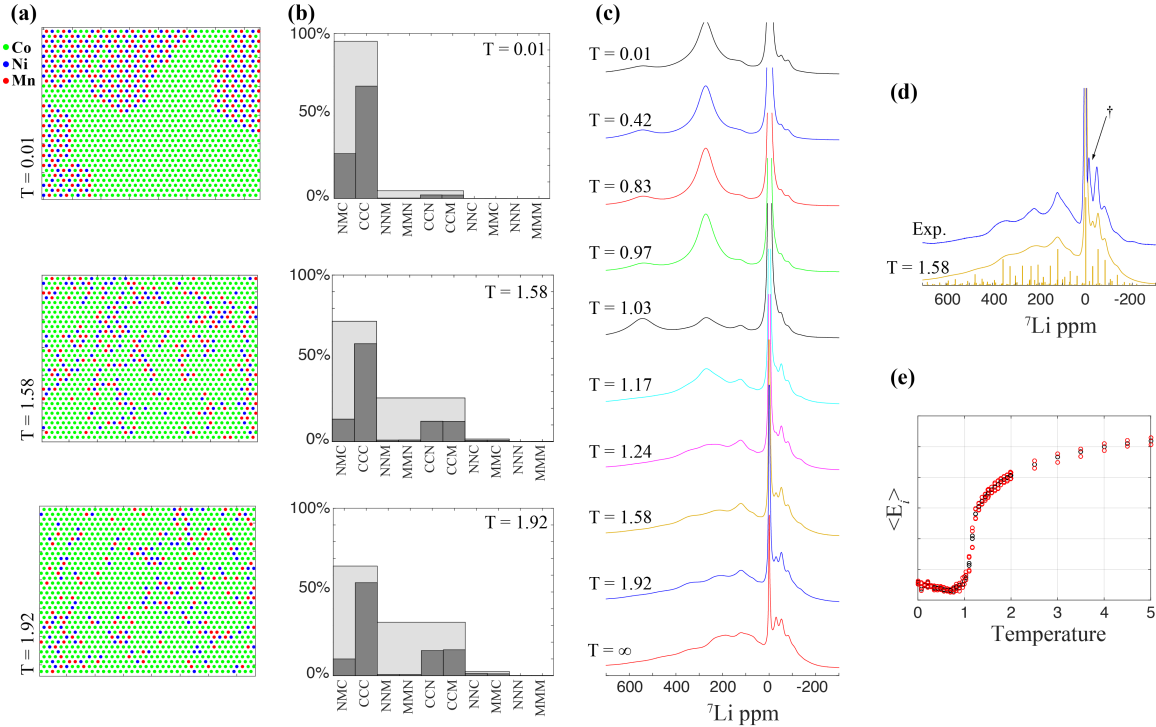 (a)
Co
Ni
Mn
T = 0.01
T = 1.58
T = 1.92
(b)
100%
50%
0%
T = 0.01
NMC
CCC
NNM
MMN
CCN
CCM
NNC
MMC
NNN
MMM
100%
50%
0%
T = 1.58
NMC
CCC
NNM
MMN
CCN
CCM
NNC
MMC
NNN
MMM
100%
50%
0%
T = 1.92
NMC
CCC
NNM
MMN
CCN
CCM
NNC
MMC
NNN
MMM
(c)
T = 0.01
T = 0.42
T = 0.83
T = 0.97
T = 1.03
T = 1.17
T = 1.24
T = 1.58
T = 1.92
T = ∞
600 400 200 0 -200
⁷Li ppm
(d)
†
Exp.
T = 1.58
600 400 200 0 -200
⁷Li ppm
(e)
<E𝑖>
0 1 2 3 4 5
Temperature